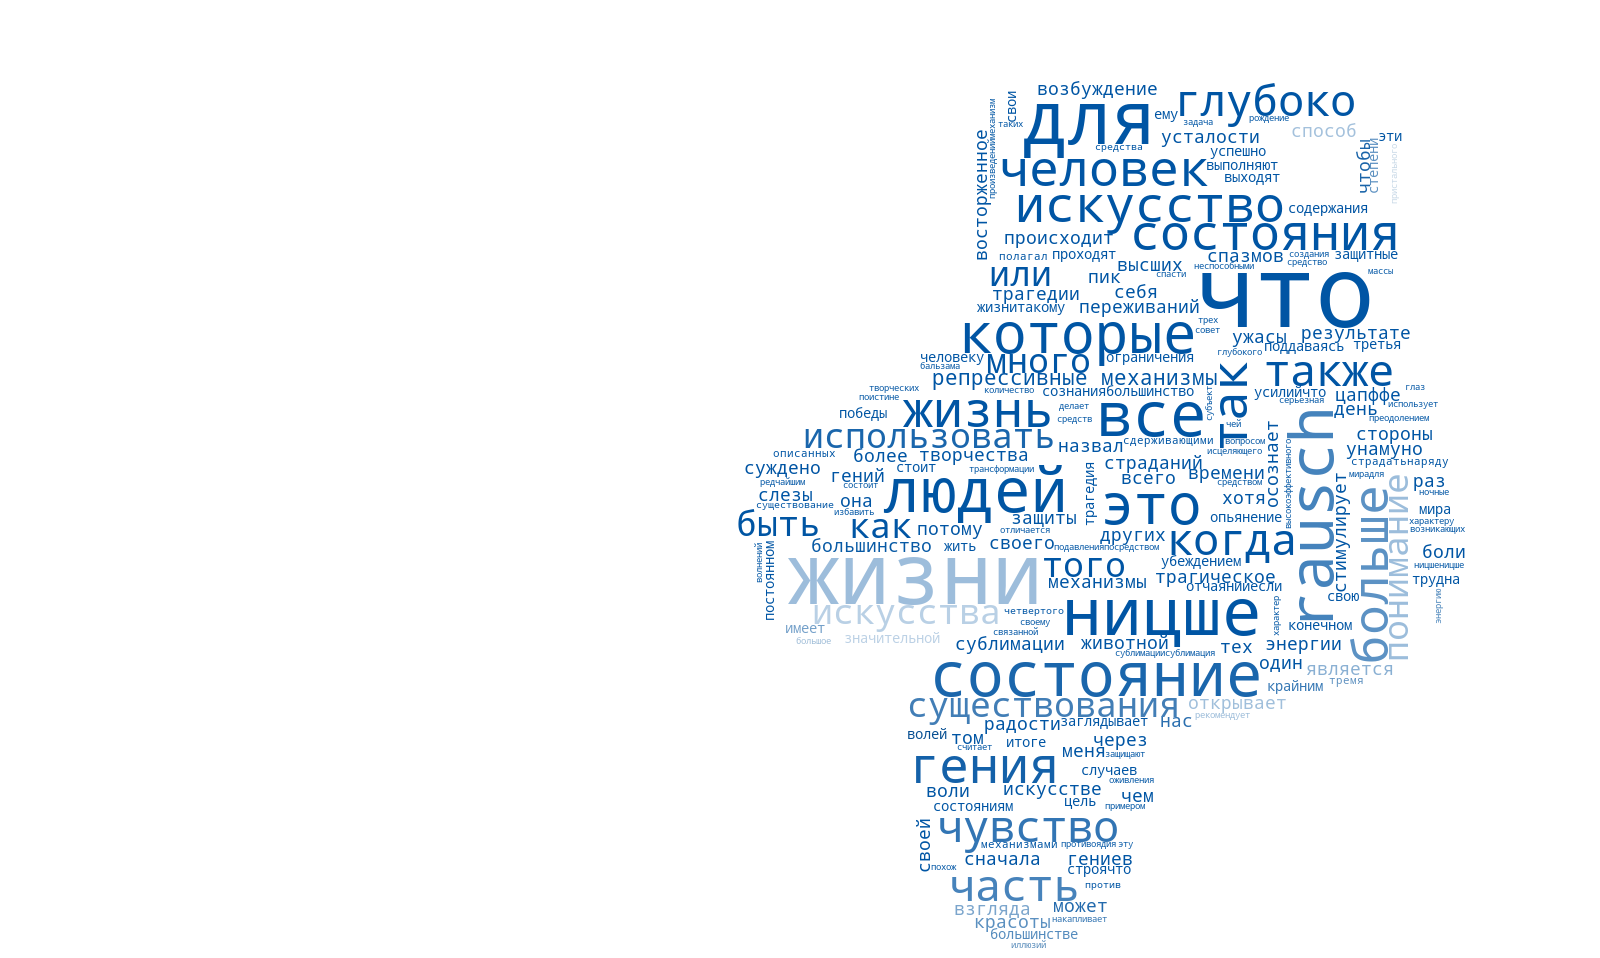 возбуждение
свои
для
ему
глубоко
задача
рождение
механизм
таких
усталости
способ
эти
восторженное
произведений
средства
успешно
человек
выполняют
выходят
чтобы
степени
пристального
искусство
содержания
происходит
состояния
полагал
проходят
спазмов
создания
защитные
высших
неспособными
средство
или
пик
спасти
массы
что
трагедии
себя
жизнитакому
переживаний
которые
трех
совет
ужасы
результате
человеку
много
ограничения
глубокого
поддаваясь
третья
бальзама
также
репрессивные
механизмы
творческих
количество
сознаниябольшинство
так
усилийчто
цапффе
глаз
поистине
жизнь
делает
все
субъект
серьезная
день
использует
победы
средств
чей
преодолением
использовать
назвал
сдерживающими
вопросом
rausch
стороны
описанных
более
творчества
исцеляющего
осознает
унамуно
суждено
гений
стоит
трансформации
страданий
времени
высокоэффективного
страдатьнаряду
редчайшим
состоит
людей
трагедия
всего
средством
стимулирует
мирадля
раз
слезы
она
это
хотя
больше
понимание
ночные
существование
избавить
защиты
опьянение
мира
быть
как
потому
отличается
других
когда
характеру
возникающих
волнений
большинство
жить
своего
подавленияпосредством
боли
постоянном
жизни
того
убеждением
ницшеницше
механизмы
трагическое
трудна
отчаяниеесли
свою
энергию
искусства
четвертого
ницше
характер
своему
имеет
значительной
связанной
конечном
большое
сублимации
животной
тех
энергии
сублимациисублимация
состояние
один
является
крайним
тремя
существования
открывает
рекомендует
радости
заглядывает
нас
волей
том
итоге
через
считает
меня
защищают
гения
случаев
оживления
воли
искусстве
чем
состояниям
цель
примером
своей
чувство
механизмами
противоядия
эту
сначала
гениев
похож
строячто
часть
против
взгляда
может
красоты
накапливает
большинстве
иллюзий